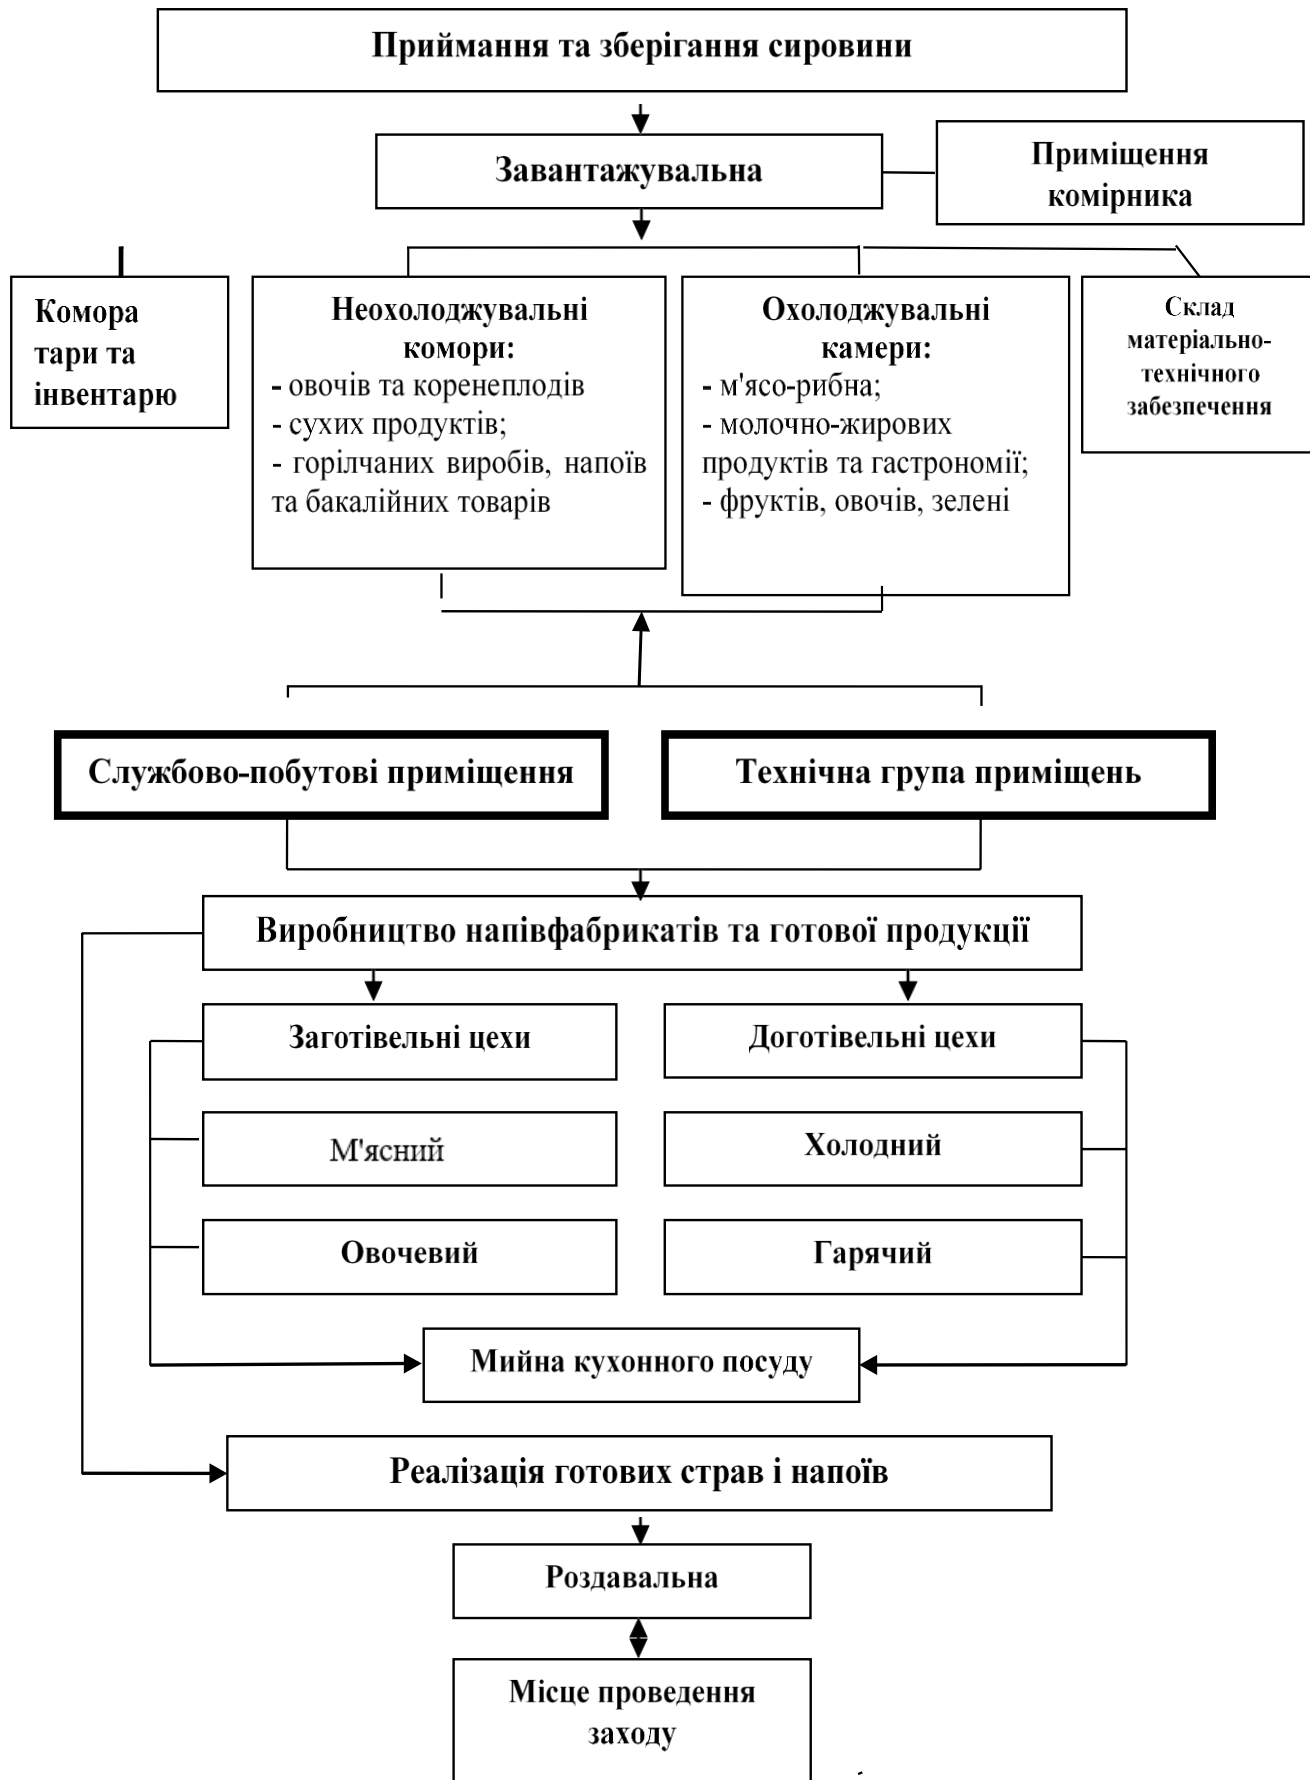 Приймання та зберігання сировини
Завантажувальна
Приміщення
комірника
Комора
тари та
інвентарю
Неохолоджувальні
комори:
- овочів та коренеплодів
- сухих продуктів;
- горілчаних виробів, напоїв
та бакалійних товарів
Охолоджувальні
камери:
- м'ясо-рибна;
- молочно-жирових
продуктів та гастрономії;
- фруктів, овочів, зелені
Склад
матеріально-
технічного
забезпечення
Службово-побутові приміщення
Технічна група приміщень
Виробництво напівфабрикатів та готової продукції
Заготівельні цехи
Доготівельні цехи
М'ясний
Холодний
Овочевий
Гарячий
Мийна кухонного посуду
Реалізація готових страв і напоїв
Роздавальна
Місце проведення
заходу